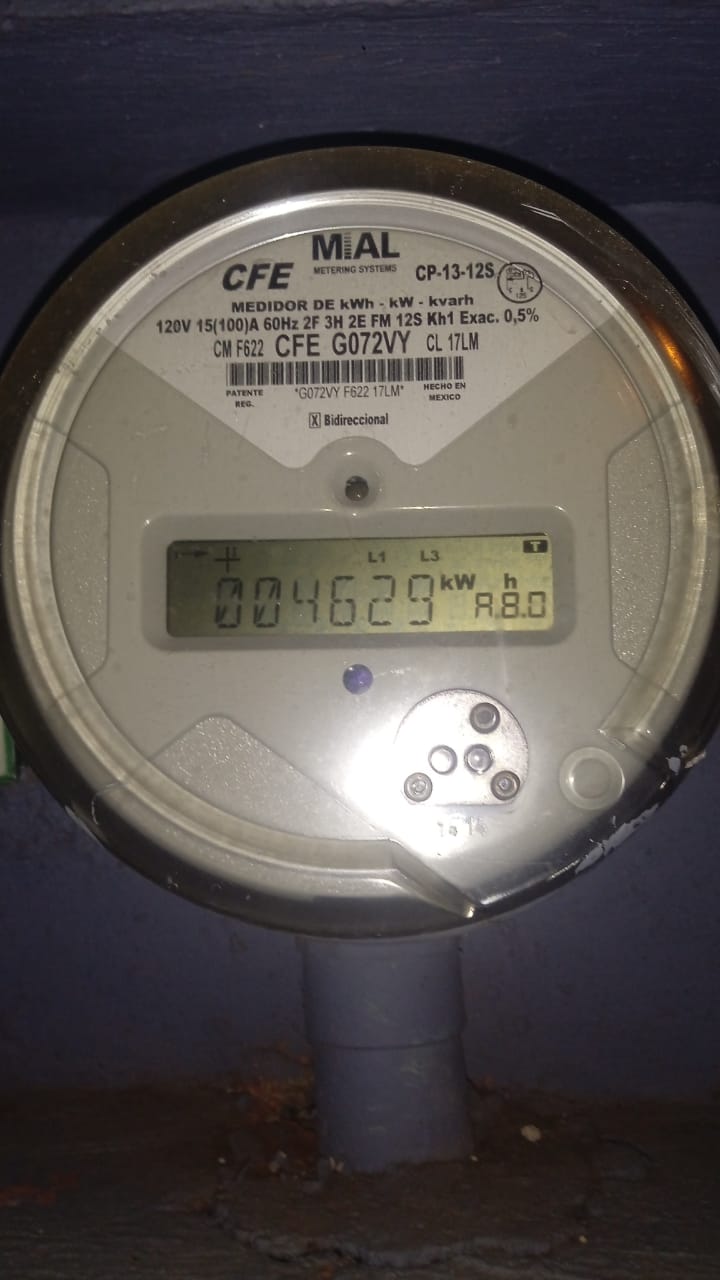 MIAL
METERING SYSTEMS
CFE
CP-13-12S
MEDIDOR DE kWh - kW - kvarh
120V 15(100)A 60Hz 2F 3H 2E FM 12S Kh1 Exac. 0,5%
CM F622 CFE G072VY CL 17LM
PATENTE REG.
*G072VY F622 17LM*
HECHO EN MEXICO
X Bidireccional
L1 L3 T
004629 kW h
A.8.0